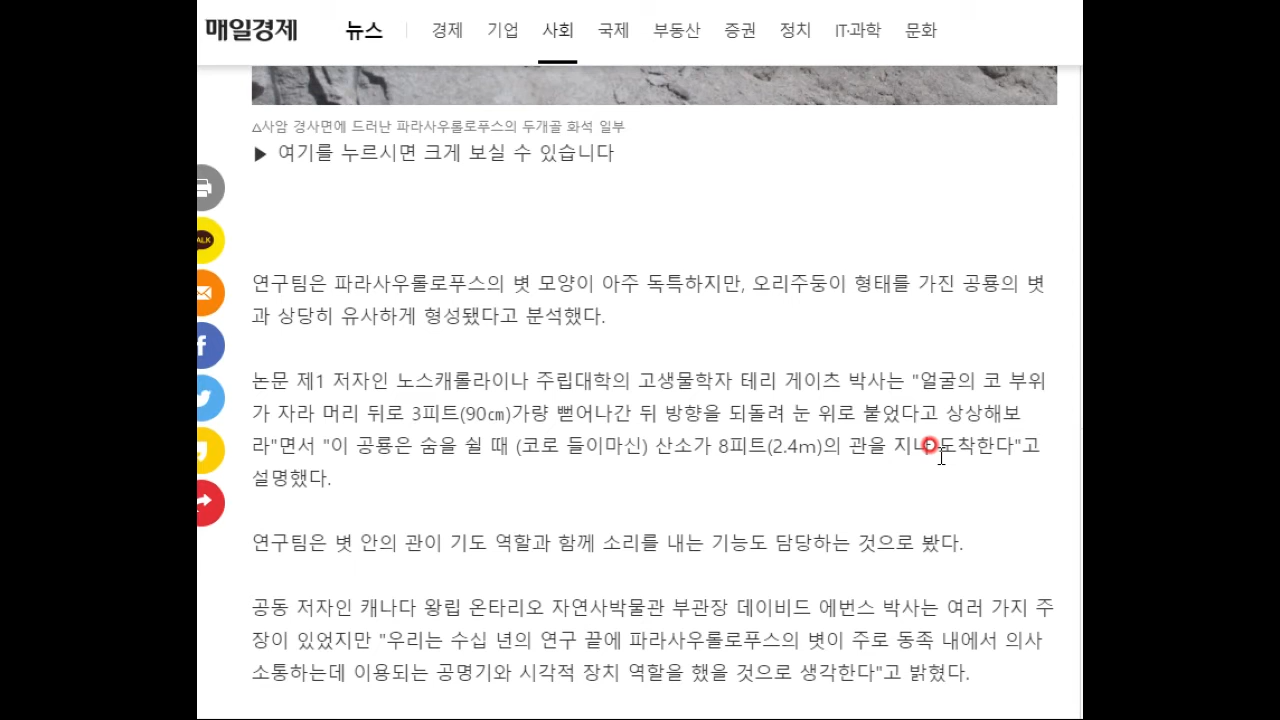 매일경제 뉴스 경제 기업 사회 국제 부동산 증권 정치 IT·과학 문화
△사암 경사면에 드러난 파라사우롤로푸스의 두개골 화석 일부
▶ 여기를 누르시면 크게 보실 수 있습니다
ALK
연구팀은 파라사우롤로푸스의 볏 모양이 아주 독특하지만, 오리주둥이 형태를 가진 공룡의 볏
과 상당히 유사하게 형성됐다고 분석했다.
논문 제1 저자인 노스캐롤라이나 주립대학의 고생물학자 테리 게이츠 박사는 "얼굴의 코 부위
가 자라 머리 뒤로 3피트(90㎝)가량 뻗어나간 뒤 방향을 되돌려 눈 위로 붙었다고 상상해보
라"면서 "이 공룡은 숨을 쉴 때 (코로 들이마신) 산소가 8피트(2.4m)의 관을 지나 도착한다"고
설명했다.
연구팀은 볏 안의 관이 기도 역할과 함께 소리를 내는 기능도 담당하는 것으로 봤다.
공동 저자인 캐나다 왕립 온타리오 자연사박물관 부관장 데이비드 에번스 박사는 여러 가지 주
장이 있었지만 "우리는 수십 년의 연구 끝에 파라사우롤로푸스의 볏이 주로 동족 내에서 의사
소통하는데 이용되는 공명기와 시각적 장치 역할을 했을 것으로 생각한다"고 밝혔다.